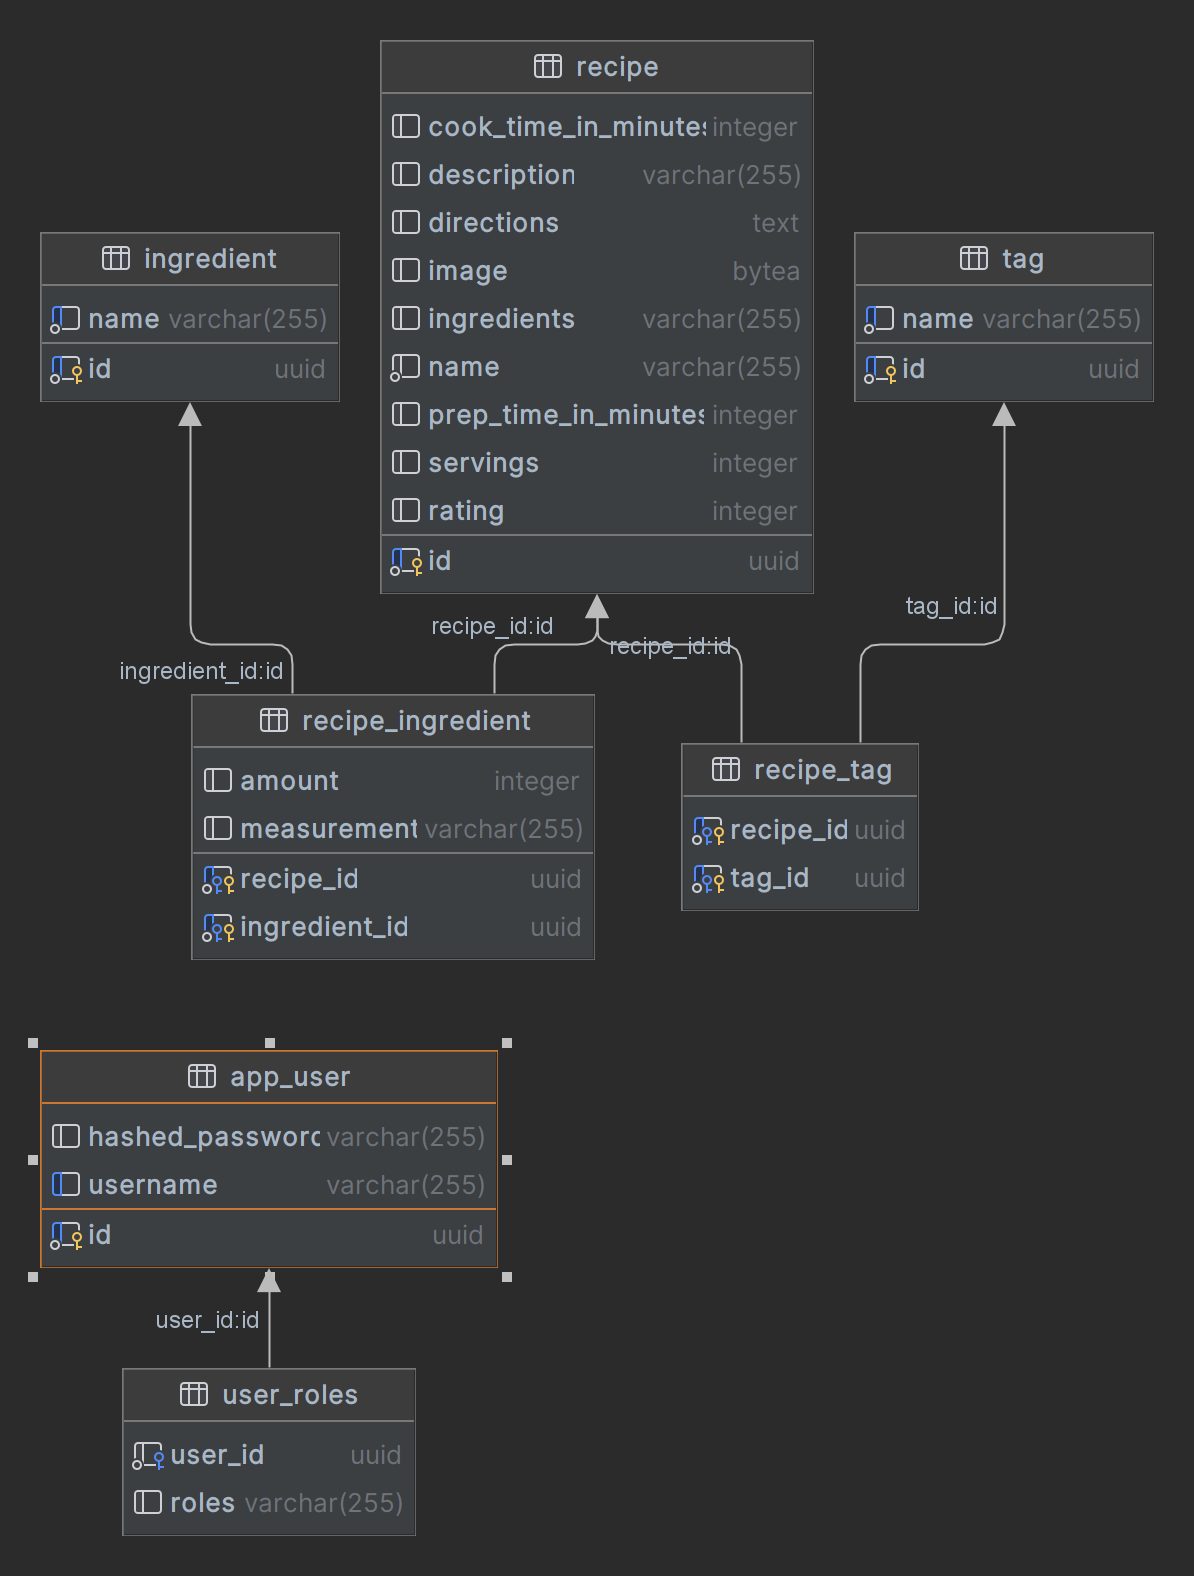 recipe
cook_time_in_minutes integer
description varchar(255)
directions text
image bytea
ingredients varchar(255)
name varchar(255)
prep_time_in_minutes integer
servings integer
rating integer
id uuid
ingredient
name varchar(255)
id uuid
tag
name varchar(255)
id uuid
ingredient_id:id
recipe_id:id
recipe_id:id
tag_id:id
recipe_ingredient
amount integer
measurement varchar(255)
recipe_id uuid
ingredient_id uuid
recipe_tag
recipe_id uuid
tag_id uuid
app_user
hashed_password varchar(255)
username varchar(255)
id uuid
user_id:id
user_roles
user_id uuid
roles varchar(255)